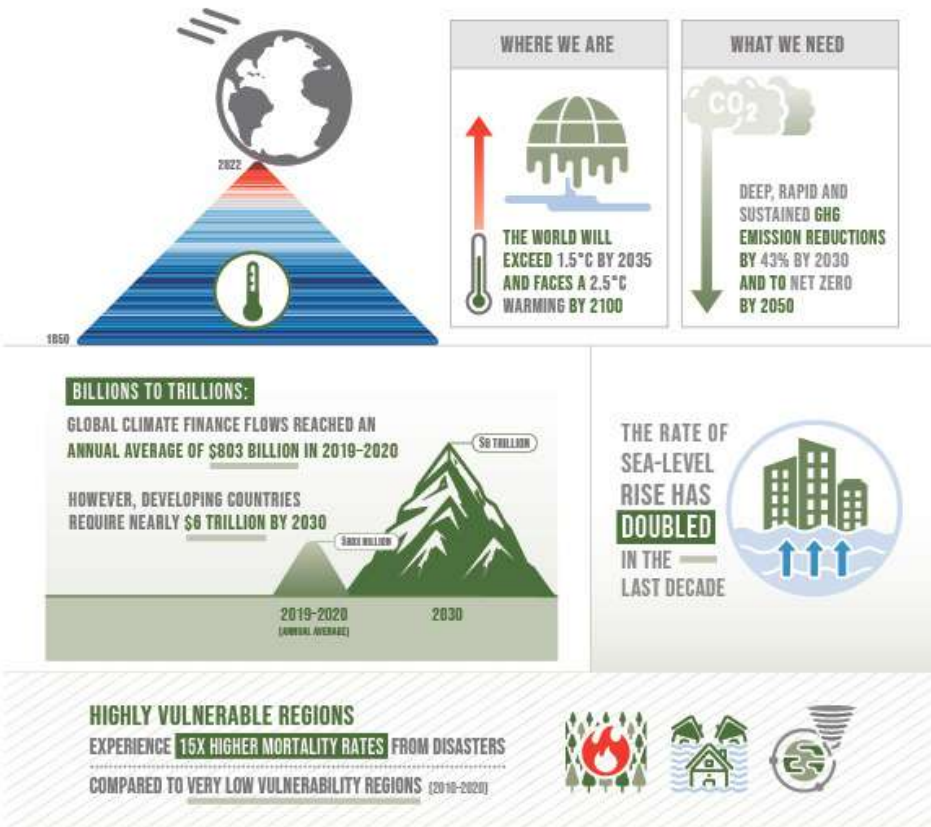 2022
1850
WHERE WE ARE
THE WORLD WILL
EXCEED 1.5°C BY 2035
AND FACES A 2.5°C
WARMING BY 2100
WHAT WE NEED
CO2
DEEP, RAPID AND
SUSTAINED GHG
EMISSION REDUCTIONS
BY 43% BY 2030
AND TO NET ZERO
BY 2050
BILLIONS TO TRILLIONS:
GLOBAL CLIMATE FINANCE FLOWS REACHED AN
ANNUAL AVERAGE OF $803 BILLION IN 2019-2020
HOWEVER, DEVELOPING COUNTRIES
REQUIRE NEARLY $6 TRILLION BY 2030
$6 TRILLION
$803 BILLION
2019-2020
(ANNUAL AVERAGE)
2030
THE RATE OF
SEA-LEVEL
RISE HAS
DOUBLED
IN THE
LAST DECADE
HIGHLY VULNERABLE REGIONS
EXPERIENCE 15X HIGHER MORTALITY RATES FROM DISASTERS
COMPARED TO VERY LOW VULNERABILITY REGIONS (2010-2020)